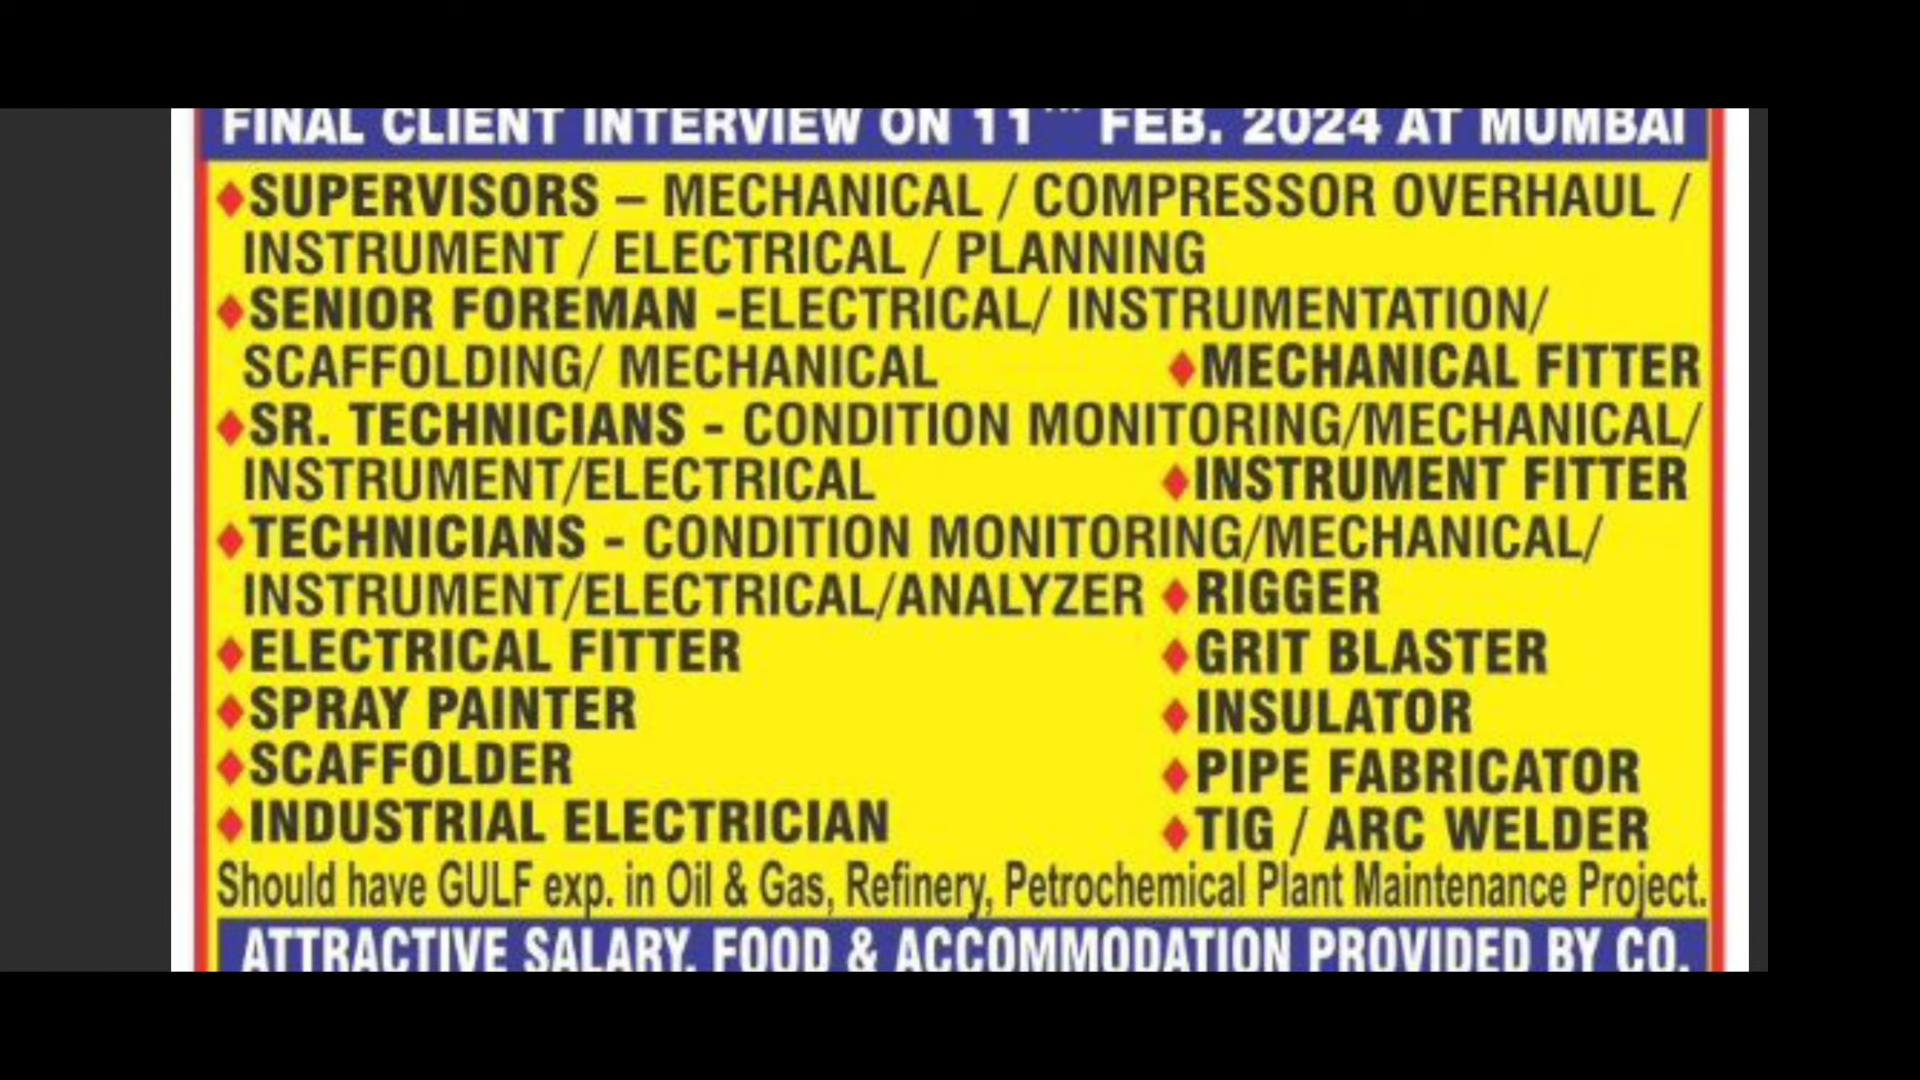 FINAL CLIENT INTERVIEW ON 11TH FEB. 2024 AT MUMBAI
♦SUPERVISORS – MECHANICAL / COMPRESSOR OVERHAUL /
INSTRUMENT / ELECTRICAL / PLANNING
♦SENIOR FOREMAN -ELECTRICAL/ INSTRUMENTATION/
SCAFFOLDING/ MECHANICAL ♦MECHANICAL FITTER
♦SR. TECHNICIANS - CONDITION MONITORING/MECHANICAL/
INSTRUMENT/ELECTRICAL ♦INSTRUMENT FITTER
♦TECHNICIANS - CONDITION MONITORING/MECHANICAL/
INSTRUMENT/ELECTRICAL/ANALYZER ♦RIGGER
♦ELECTRICAL FITTER ♦GRIT BLASTER
♦SPRAY PAINTER ♦INSULATOR
♦SCAFFOLDER ♦PIPE FABRICATOR
♦INDUSTRIAL ELECTRICIAN ♦TIG / ARC WELDER
Should have GULF exp. in Oil & Gas, Refinery, Petrochemical Plant Maintenance Project.
ATTRACTIVE SALARY, FOOD & ACCOMMODATION PROVIDED BY CO.